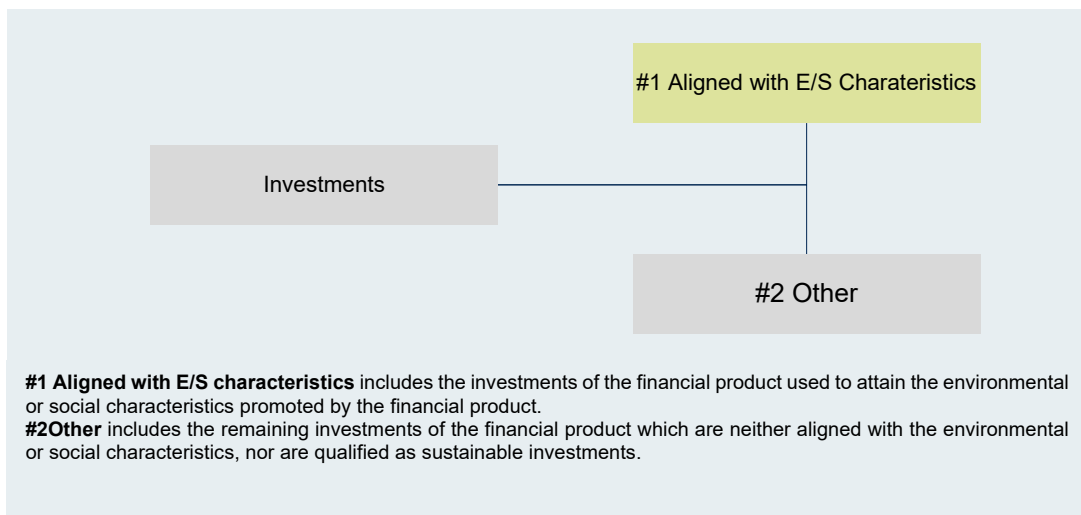 #1 Aligned with E/S Charateristics
Investments
#2 Other
#1 Aligned with E/S characteristics includes the investments of the financial product used to attain the environmental
or social characteristics promoted by the financial product.
#2Other includes the remaining investments of the financial product which are neither aligned with the environmental
or social characteristics, nor are qualified as sustainable investments.